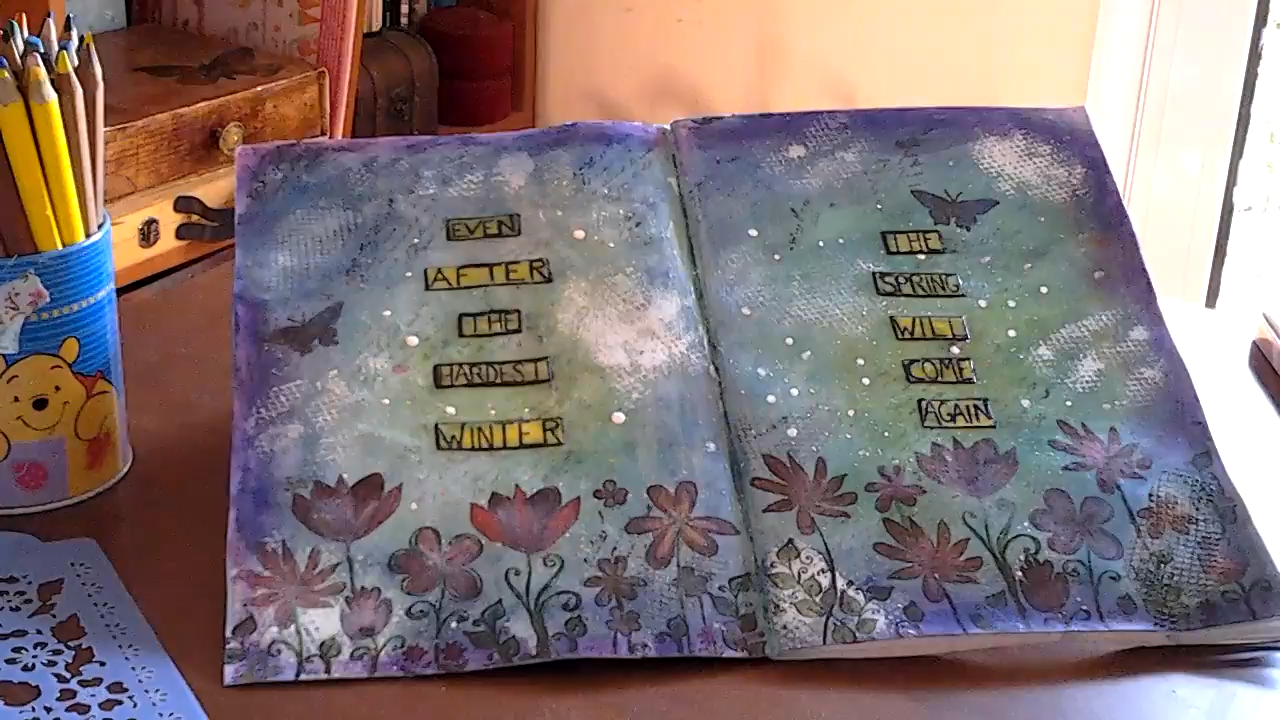 EVEN
AFTER
THE
HARDEST
WINTER
THE
SPRING
WILL
COME
AGAIN